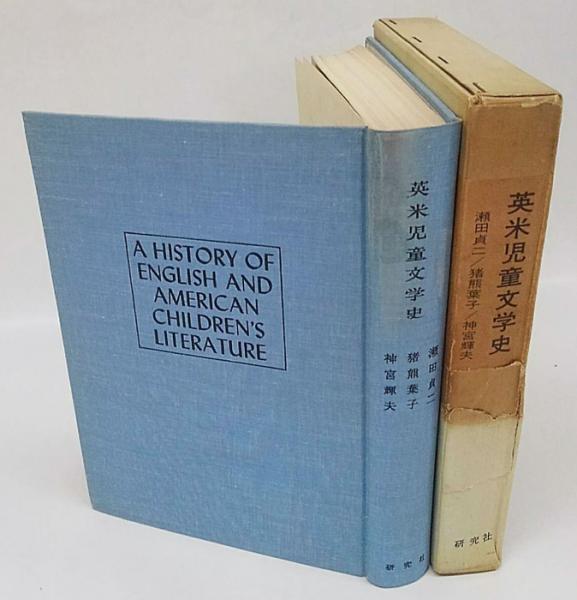 A HISTORY OF
ENGLISH AND
AMERICAN
CHILDREN'S
LITERATURE
英米児童文学史
瀬田貞二
猪熊葉子
神宮輝夫
研究社
英米児童文学史
瀬田貞二/猪熊葉子/神宮輝夫
研究社